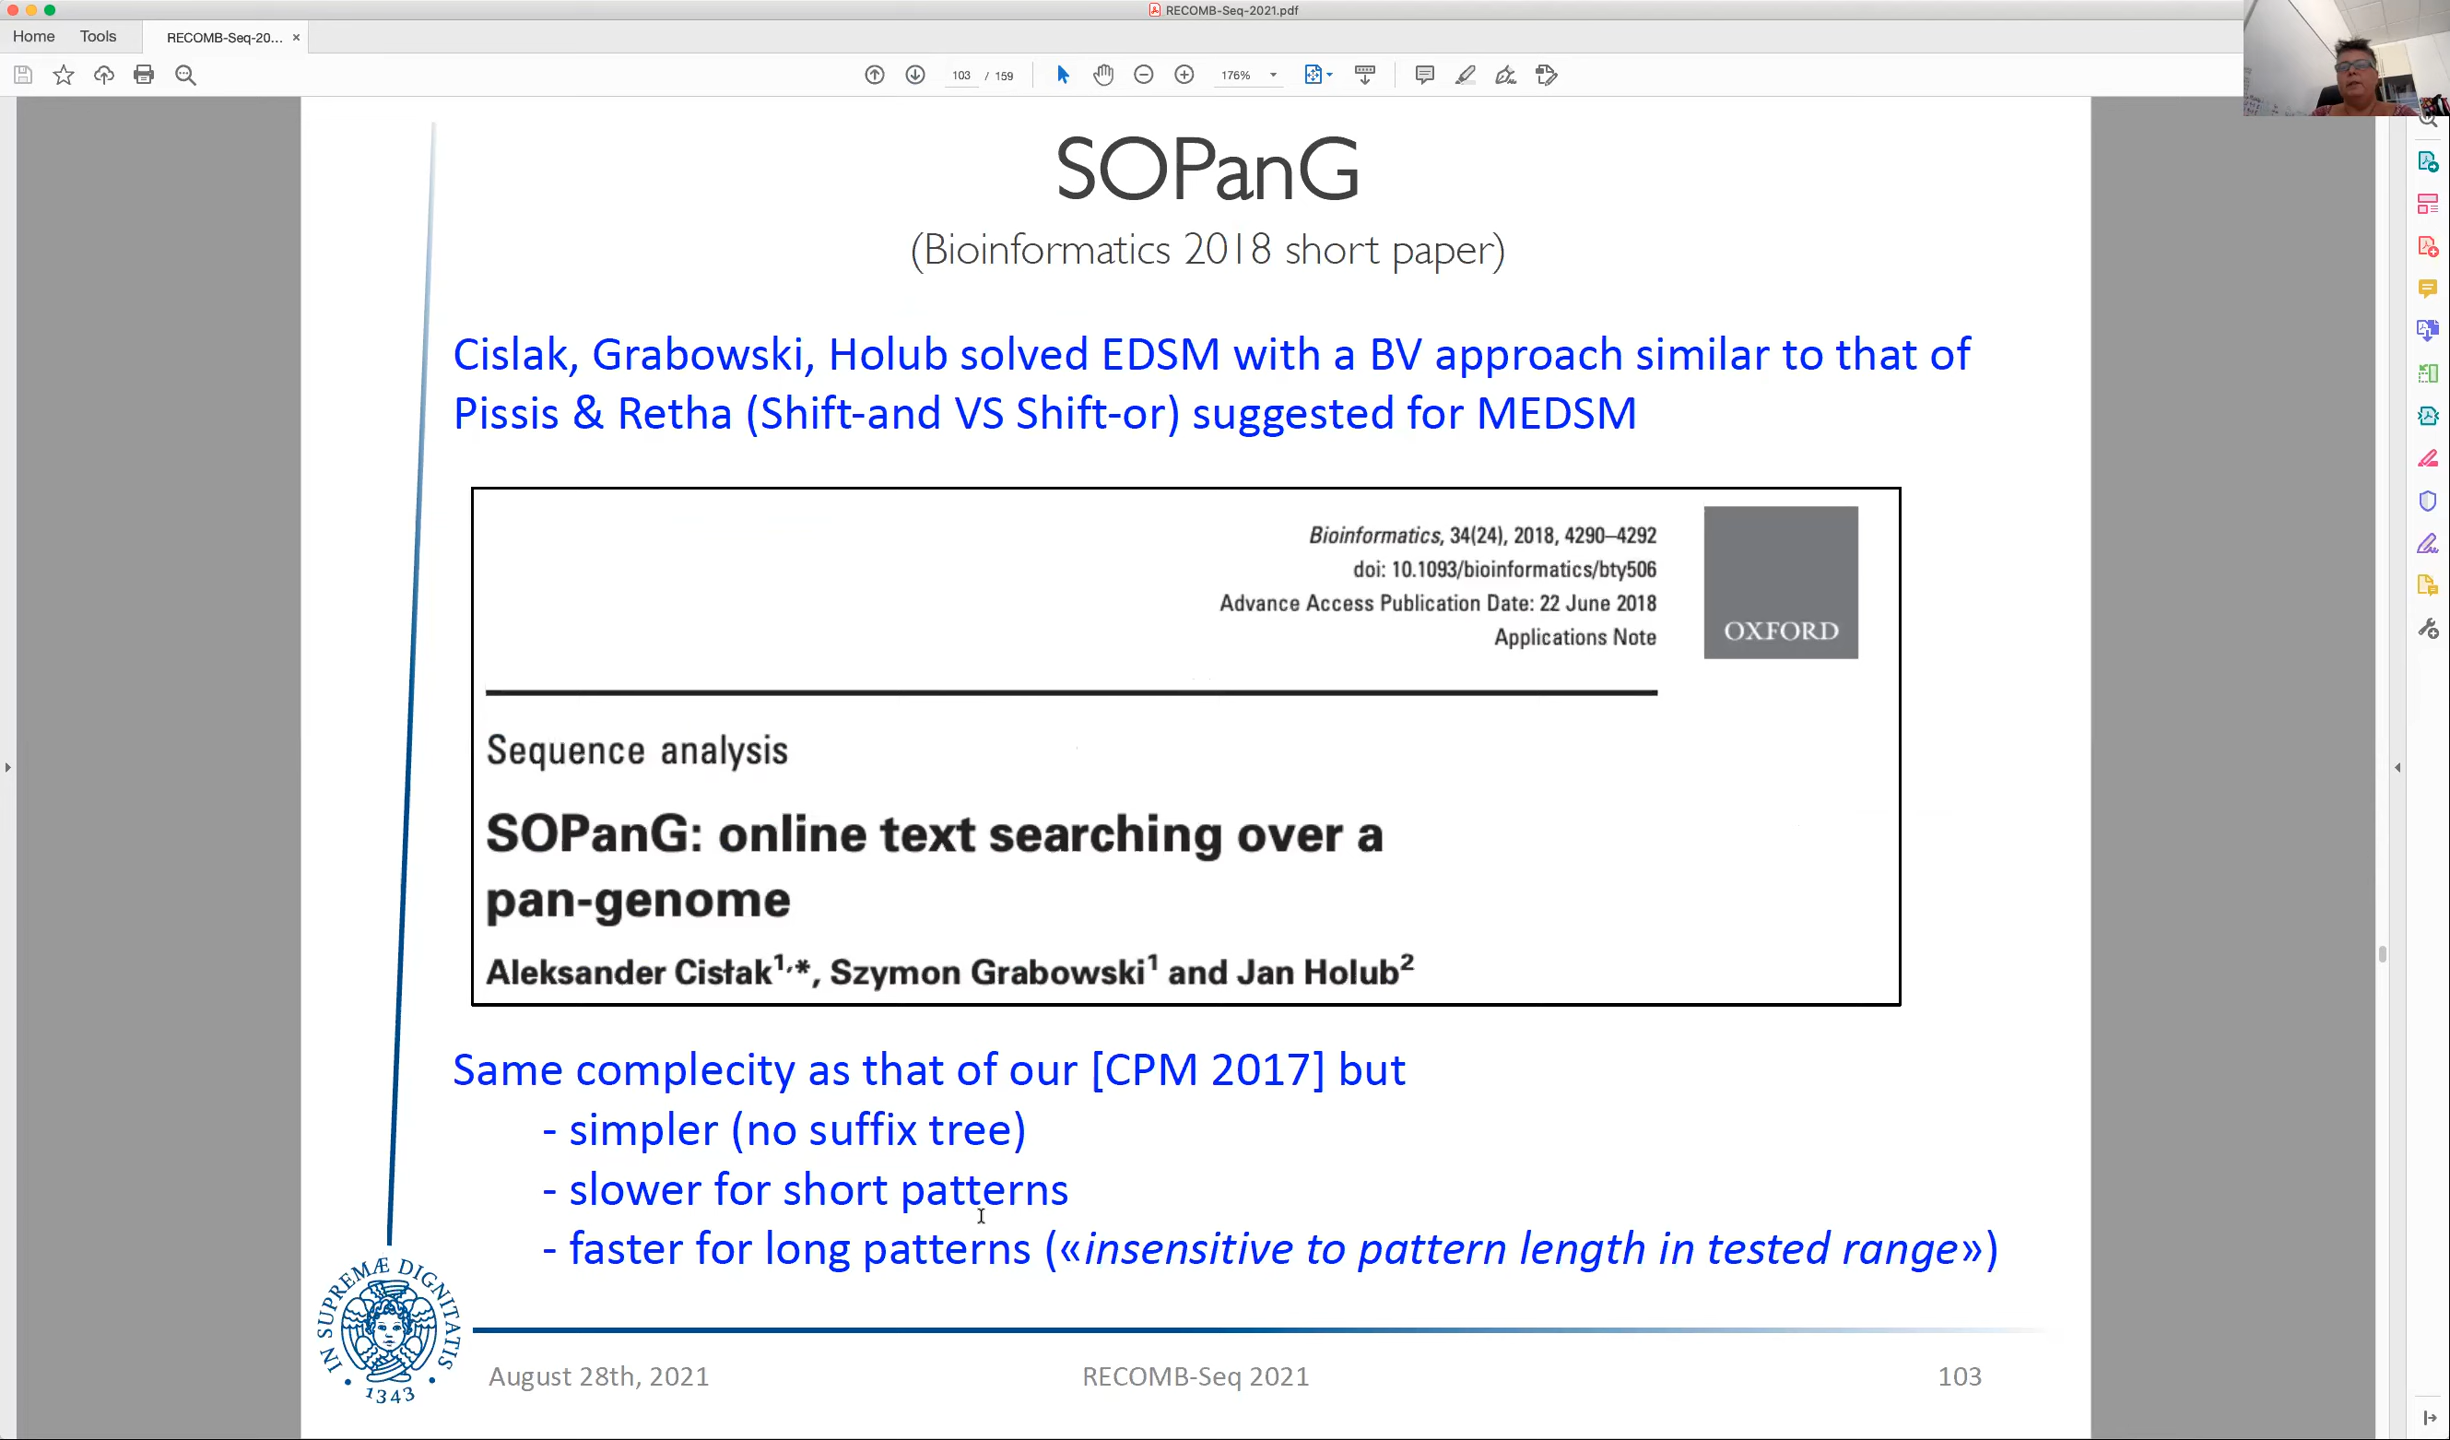 RECOMB-Seq-2021.pdf
Home Tools RECOMB-Seq-20... ×
103 / 159 176%
SOPanG
(Bioinformatics 2018 short paper)
Cislak, Grabowski, Holub solved EDSM with a BV approach similar to that of
Pissis & Retha (Shift-and VS Shift-or) suggested for MEDSM
Bioinformatics, 34(24), 2018, 4290–4292
doi: 10.1093/bioinformatics/bty506
Advance Access Publication Date: 22 June 2018
Applications Note
OXFORD
Sequence analysis
SOPanG: online text searching over a
pan-genome
Aleksander Cisłak1,*, Szymon Grabowski1 and Jan Holub2
Same complecity as that of our [CPM 2017] but
- simpler (no suffix tree)
- slower for short patterns
- faster for long patterns («insensitive to pattern length in tested range»)
IN SUPREMÆ DIGNITATIS
· 1343 ·
August 28th, 2021 RECOMB-Seq 2021 103